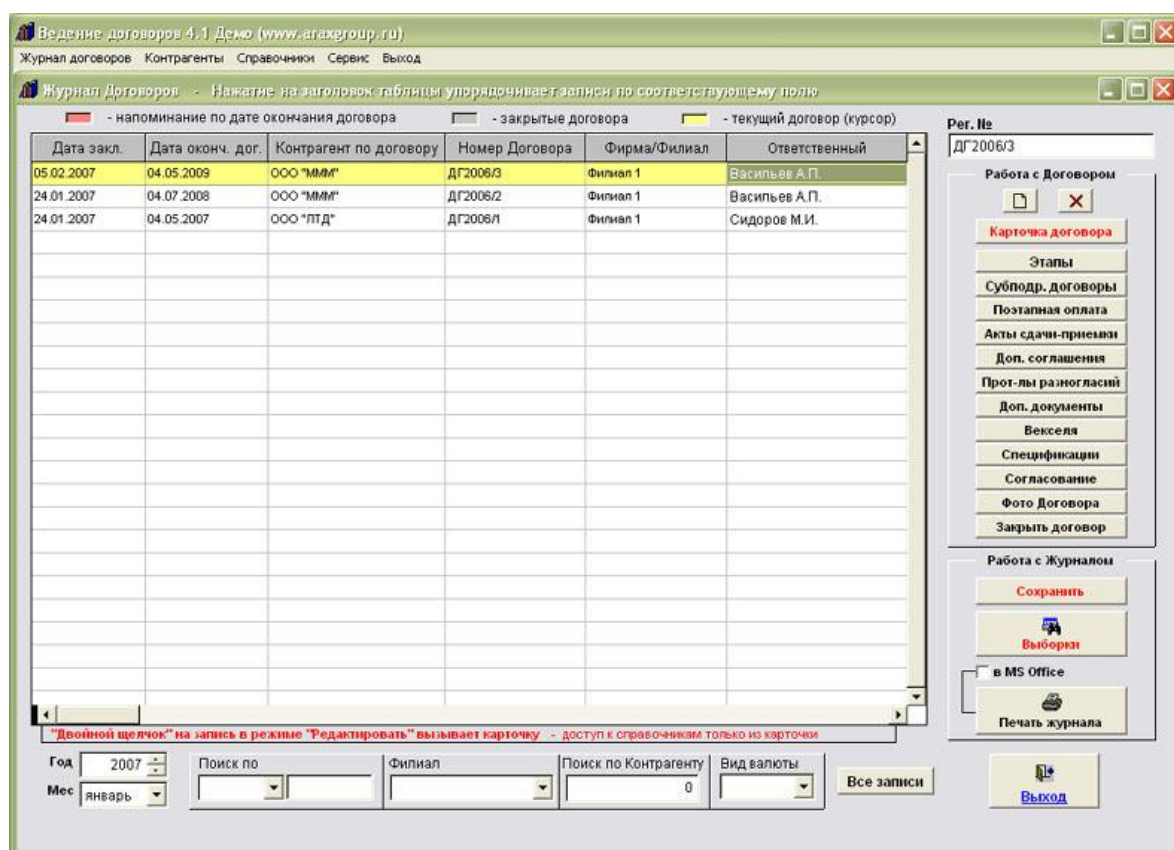 Ведение договоров 4.1 Демо (www.araxgroup.ru)
Журнал договоров Контрагенты Справочники Сервис Выход
Журнал Договоров - Нажатие на заголовок таблицы упорядочивает записи по соответствующему полю
- напоминание по дате окончания договора - закрытые договора - текущий договор (курсор)
Рег. №
ДГ2006/3
Дата закл. Дата оконч. дог. Контрагент по договору Номер Договора Фирма/Филиал Ответственный
05.02.2007 04.05.2009 ООО "МММ" ДГ2006/3 Филиал 1 Васильев А.П.
24.01.2007 04.07.2008 ООО "МММ" ДГ2006/2 Филиал 1 Васильев А.П.
24.01.2007 04.05.2007 ООО "ЛТД" ДГ2006/1 Филиал 1 Сидоров М.И.
Работа с Договором
Карточка договора
Этапы
Субподр. договоры
Поэтапная оплата
Акты сдачи-приемки
Доп. соглашения
Прот-лы разногласий
Доп. документы
Векселя
Спецификации
Согласование
Фото Договора
Закрыть договор
Работа с Журналом
Сохранить
Выборки
в MS Office
Печать журнала
"Двойной щелчок" на запись в режиме "Редактировать" вызывает карточку - доступ к справочникам только из карточки
Год 2007 Поиск по Филиал Поиск по Контрагенту Вид валюты
Мес январь 0 Все записи
Выход